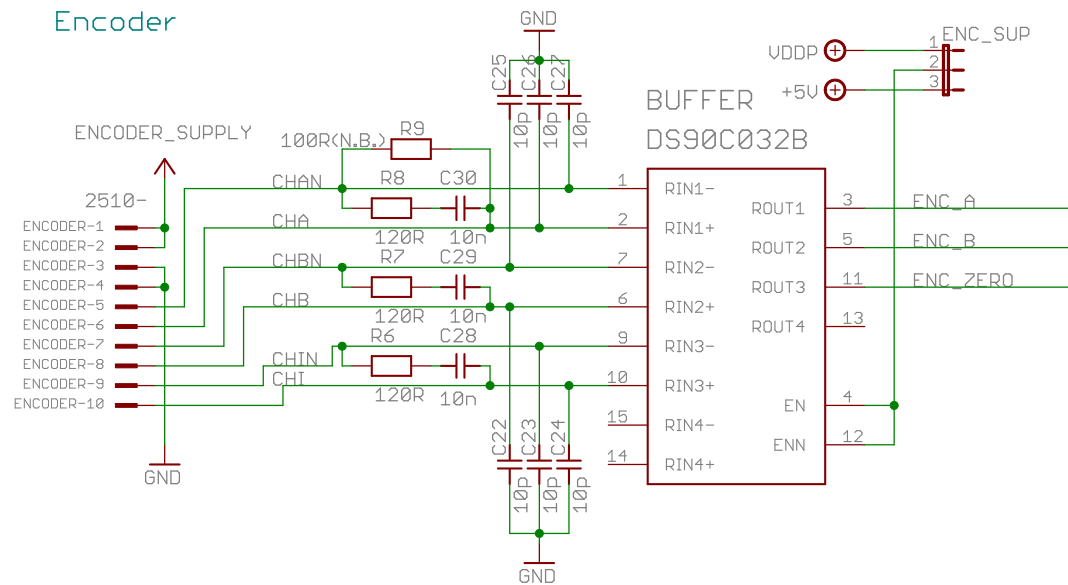 Encoder
GND
VDDP
+5V
1
2
3
ENC_SUP
C25
C26
C27
10p
10p
10p
BUFFER
DS90C032B
ENCODER_SUPPLY
100R(N.B.)
R9
2510-
ENCODER-1
ENCODER-2
ENCODER-3
ENCODER-4
ENCODER-5
ENCODER-6
ENCODER-7
ENCODER-8
ENCODER-9
ENCODER-10
GND
CHAN
R8
C30
120R
10n
CHA
CHBN
R7
C29
120R
10n
CHB
R6
C28
CHIN
120R
10n
CHI
C22
C23
C24
10p
10p
10p
GND
1
RIN1-
2
RIN1+
7
RIN2-
6
RIN2+
9
RIN3-
10
RIN3+
15
RIN4-
14
RIN4+
ROUT1
3
ENC_A
ROUT2
5
ENC_B
ROUT3
11
ENC_ZERO
ROUT4
13
EN
4
ENN
12